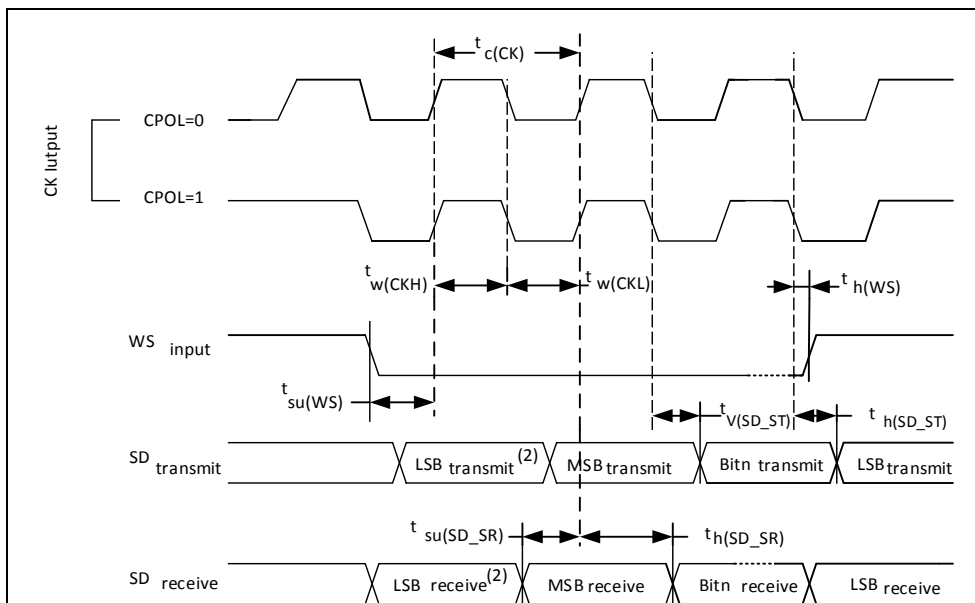 t c(CK)
CK Iutput
CPOL=0
CPOL=1
t w(CKH)
t w(CKL)
t h(WS)
WS input
t su(WS)
t V(SD_ST)
t h(SD_ST)
SD transmit
LSB transmit(2)
MSB transmit
Bitn transmit
LSB transmit
t su(SD_SR)
t h(SD_SR)
SD receive
LSB receive(2)
MSB receive
Bitn receive
LSB receive